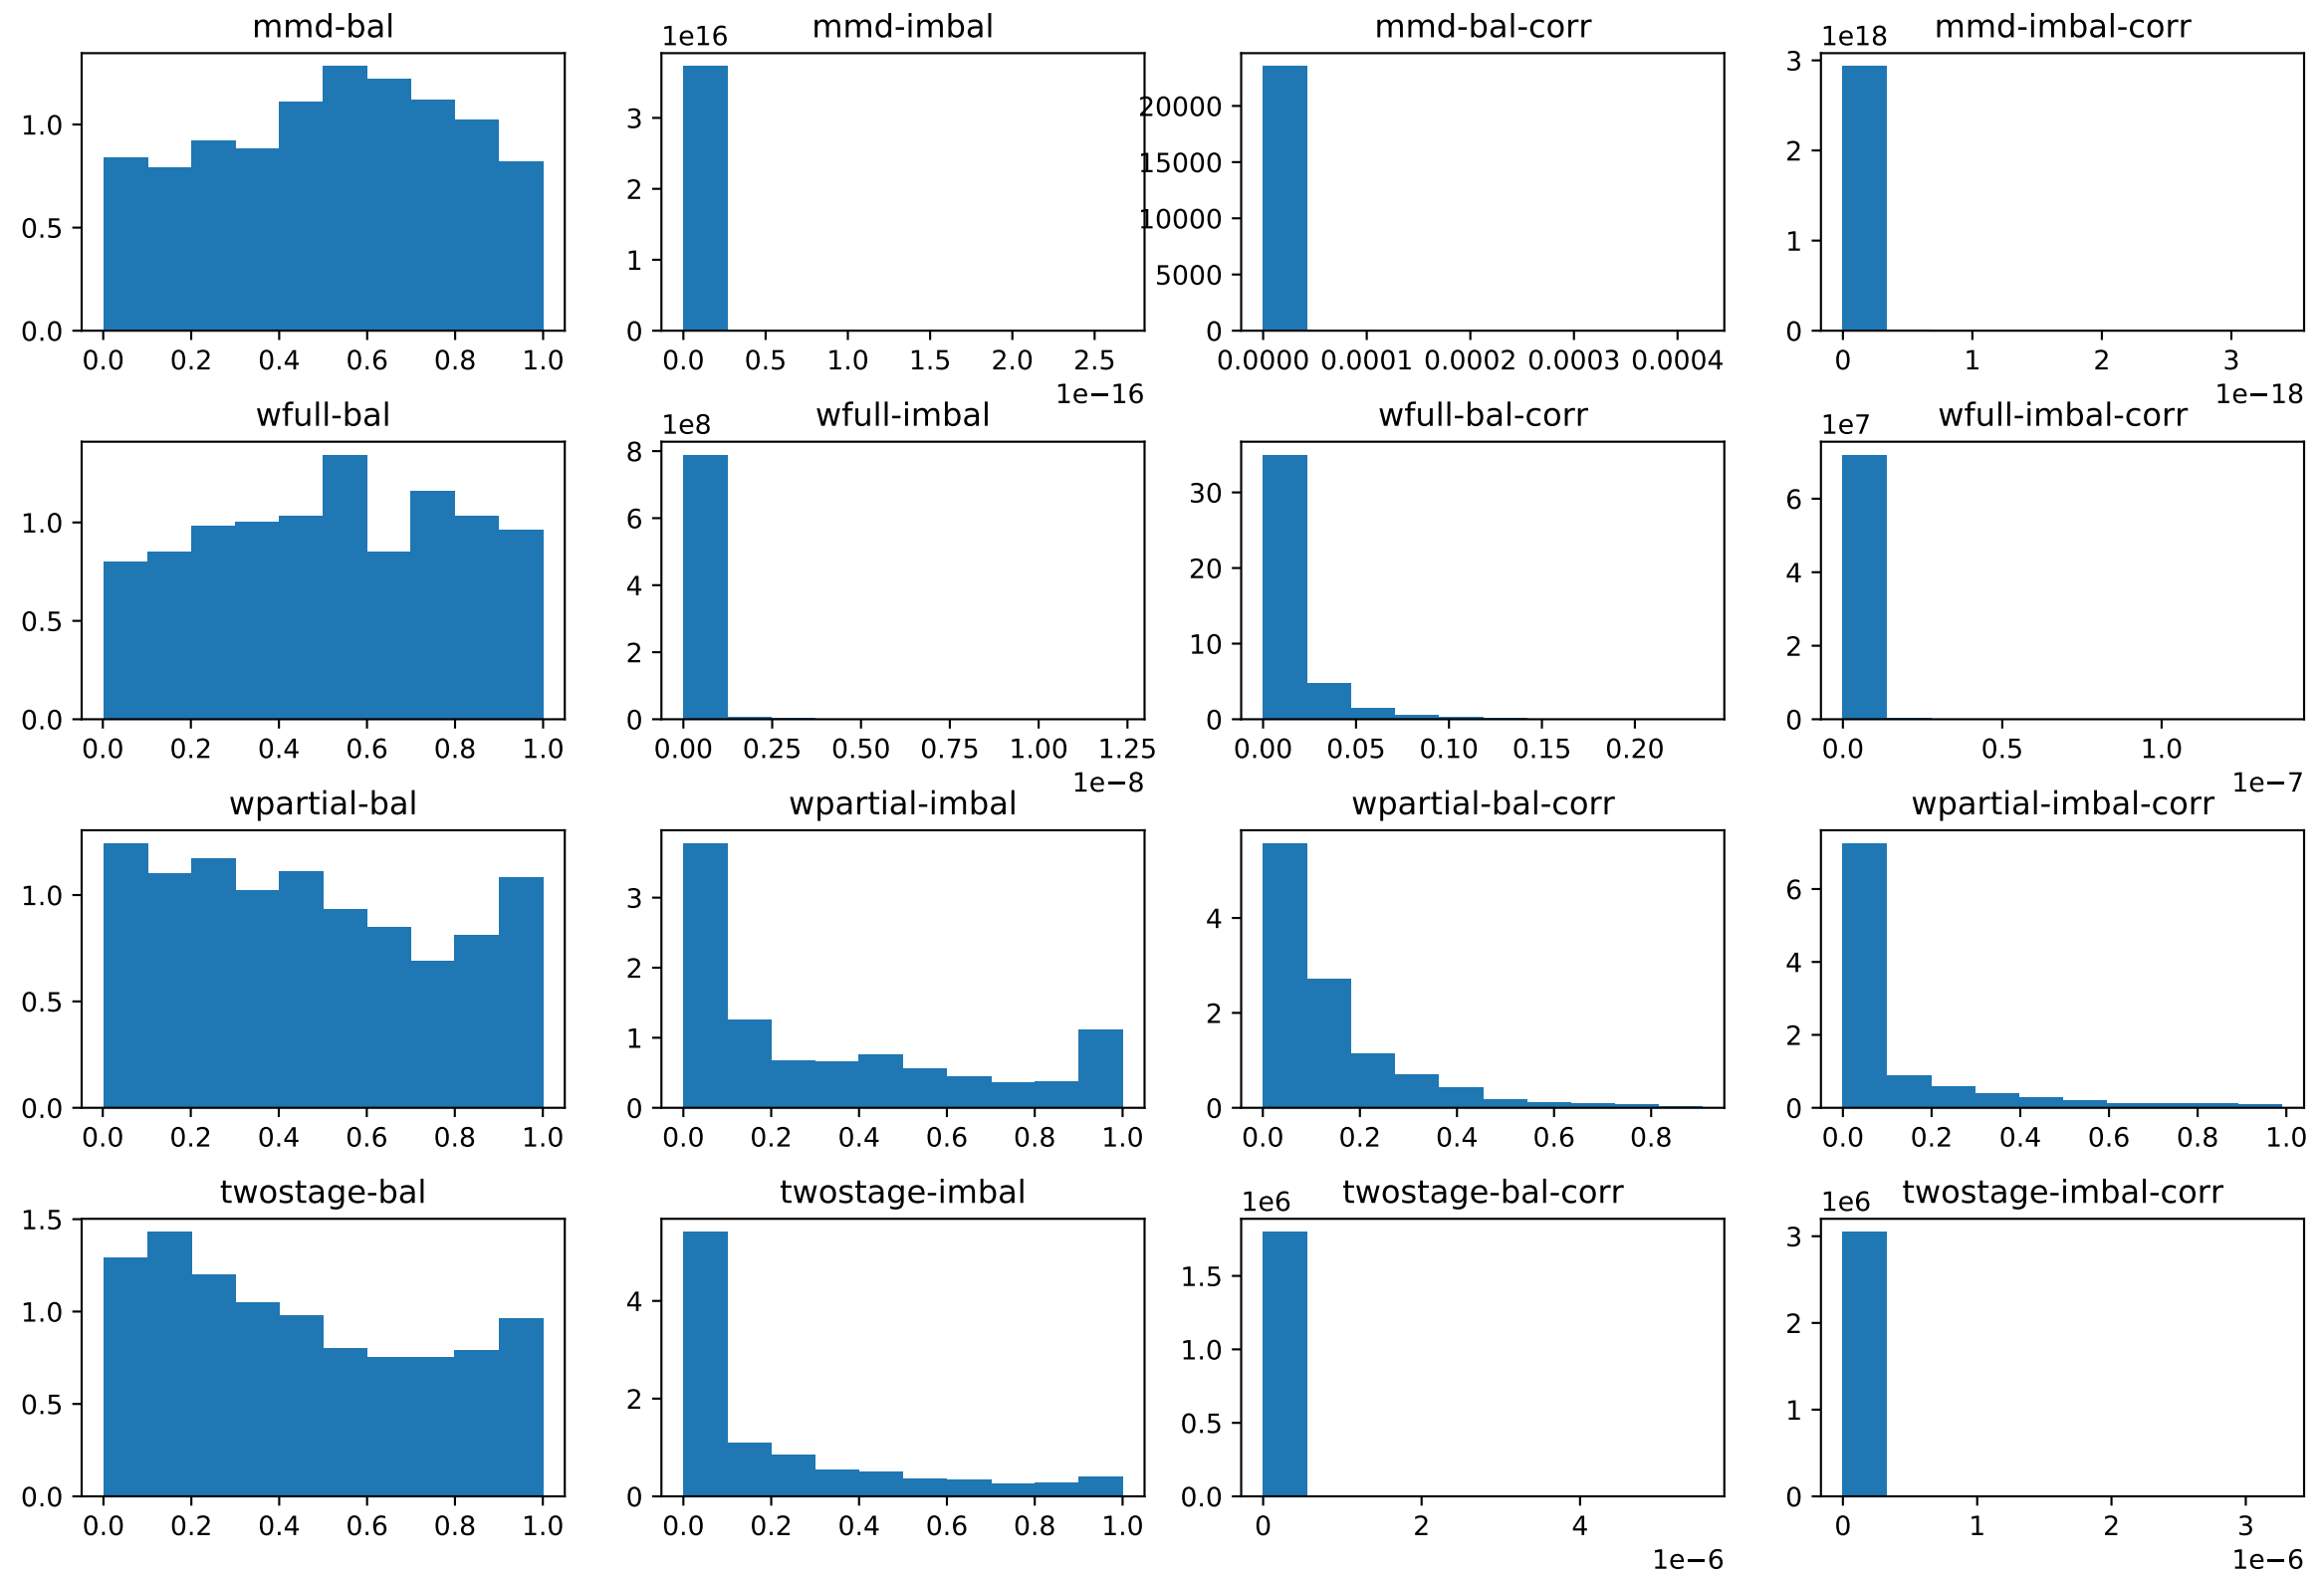 mmd-bal
1.0
0.5
0.0
0.0 0.2 0.4 0.6 0.8 1.0
mmd-imbal
1e16
3
2
1
0
0.0 0.5 1.0 1.5 2.0 2.5
1e−16
mmd-bal-corr
20000
15000
10000
5000
0
0.0000 0.0001 0.0002 0.0003 0.0004
mmd-imbal-corr
1e18
3
2
1
0
0 1 2 3
1e−18
wfull-bal
1.0
0.5
0.0
0.0 0.2 0.4 0.6 0.8 1.0
wfull-imbal
1e8
8
6
4
2
0
0.00 0.25 0.50 0.75 1.00 1.25
1e−8
wfull-bal-corr
30
20
10
0
0.00 0.05 0.10 0.15 0.20
wfull-imbal-corr
1e7
6
4
2
0
0.0 0.5 1.0
1e−7
wpartial-bal
1.0
0.5
0.0
0.0 0.2 0.4 0.6 0.8 1.0
wpartial-imbal
3
2
1
0
0.0 0.2 0.4 0.6 0.8 1.0
wpartial-bal-corr
4
2
0
0.0 0.2 0.4 0.6 0.8
wpartial-imbal-corr
6
4
2
0
0.0 0.2 0.4 0.6 0.8 1.0
twostage-bal
1.5
1.0
0.5
0.0
0.0 0.2 0.4 0.6 0.8 1.0
twostage-imbal
4
2
0
0.0 0.2 0.4 0.6 0.8 1.0
twostage-bal-corr
1e6
1.5
1.0
0.5
0.0
0 2 4
1e−6
twostage-imbal-corr
1e6
3
2
1
0
0 1 2 3
1e−6